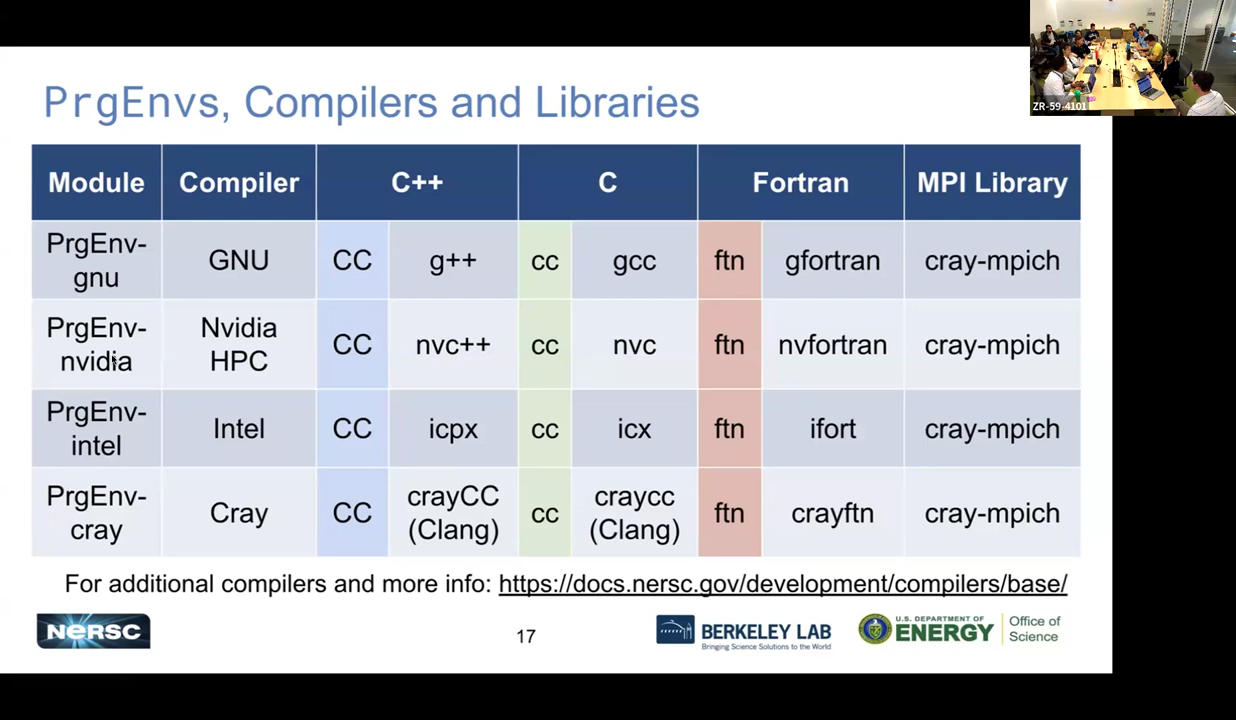 ZR-59-4101
PrgEnvs, Compilers and Libraries
Module Compiler C++ C Fortran MPI Library
PrgEnv-
gnu
GNU CC g++ cc gcc ftn gfortran cray-mpich
PrgEnv-
nvidia
Nvidia
HPC
CC nvc++ cc nvc ftn nvfortran cray-mpich
PrgEnv-
intel
Intel CC icpx cc icx ftn ifort cray-mpich
PrgEnv-
cray
Cray CC
crayCC
(Clang)
cc
craycc
(Clang)
ftn crayftn cray-mpich
For additional compilers and more info: https://docs.nersc.gov/development/compilers/base/
NERSC
17
BERKELEY LAB
Bringing Science Solutions to the World
U.S. DEPARTMENT OF
ENERGY
Office of
Science